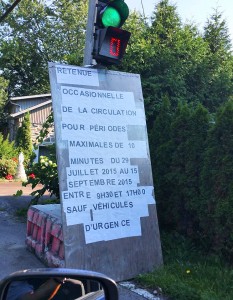 0
RETENUE
OCCASIONNELLE
DE LA CIRCULATION
POUR PÉRIODES
MAXIMALES DE 10
MINUTES DU 29
JUILLET 2015 AU 15
SEPTEMBRE 2015
ENTRE 9H30 ET 17H00
SAUF VÉHICULES
D'URGENCE